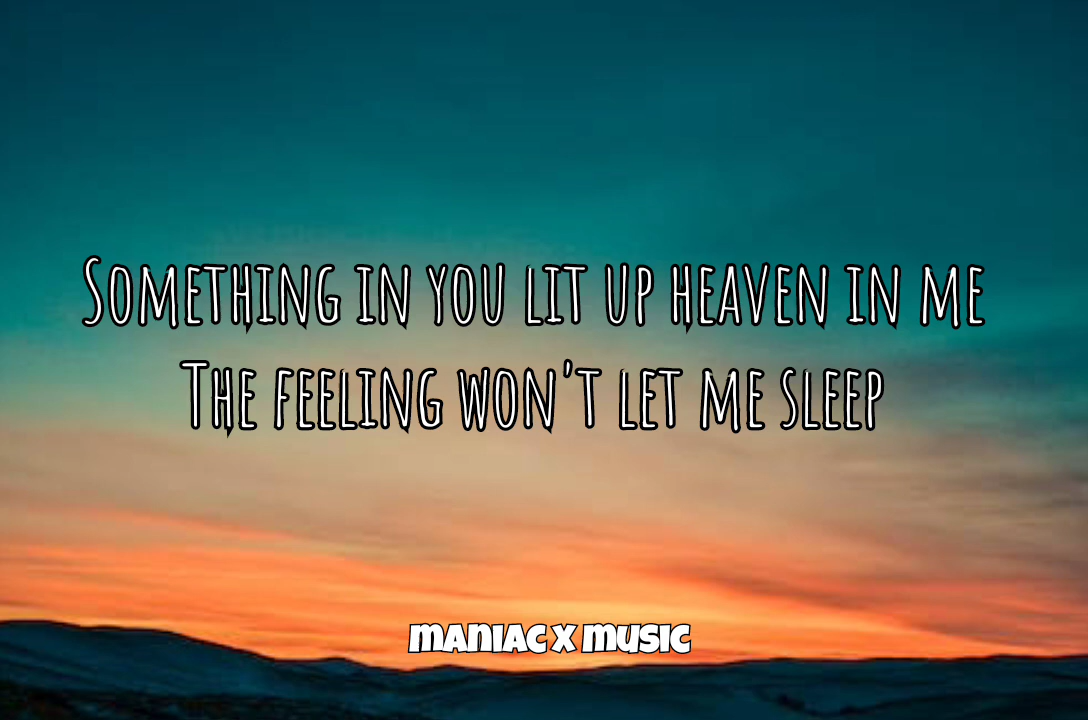 Something in you lit up heaven in me
The feeling won't let me sleep
maniac x music